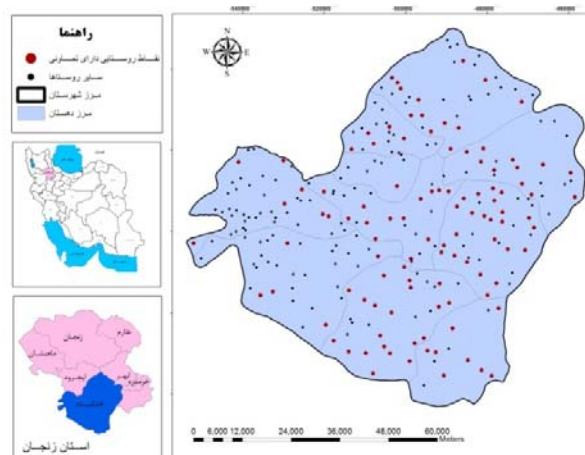 راهنما
نقاط روستایی دارای تعاونی
سایر روستاها
مرز شهرستان
مرز دهستان
N
W E
S
طارم
زنجان
ماهنشان
ایجرود
ابهر
خرمدره
استان زنجان
0 6,000 12,000 24,000 36,000 48,000 60,000
Meters